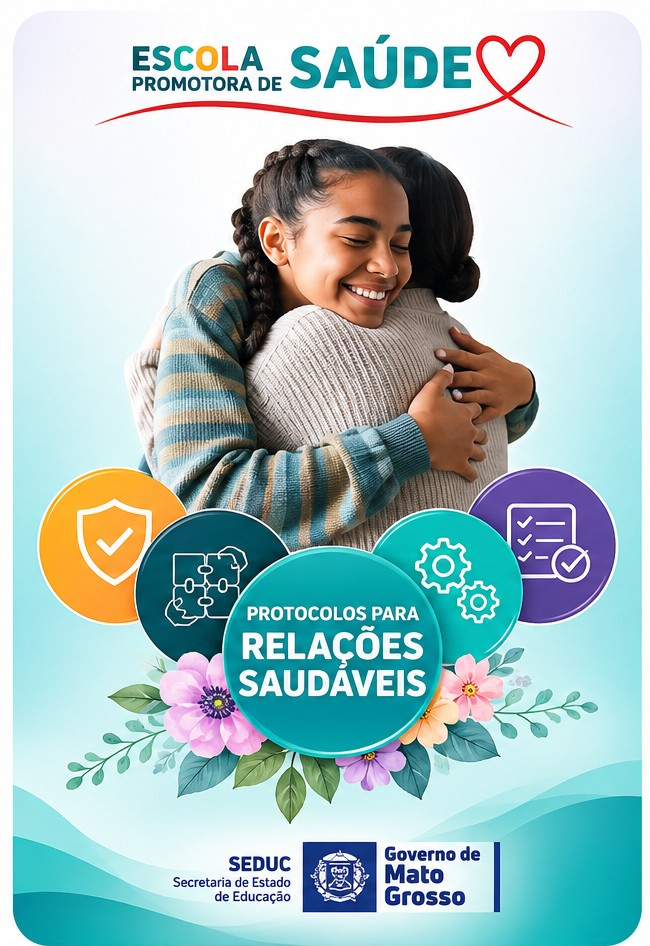 ESCOLA
PROMOTORA DE SAÚDE
PROTOCOLOS PARA
RELAÇÕES
SAUDÁVEIS
SEDUC
Secretaria de Estado
de Educação
Governo de
Mato
Grosso